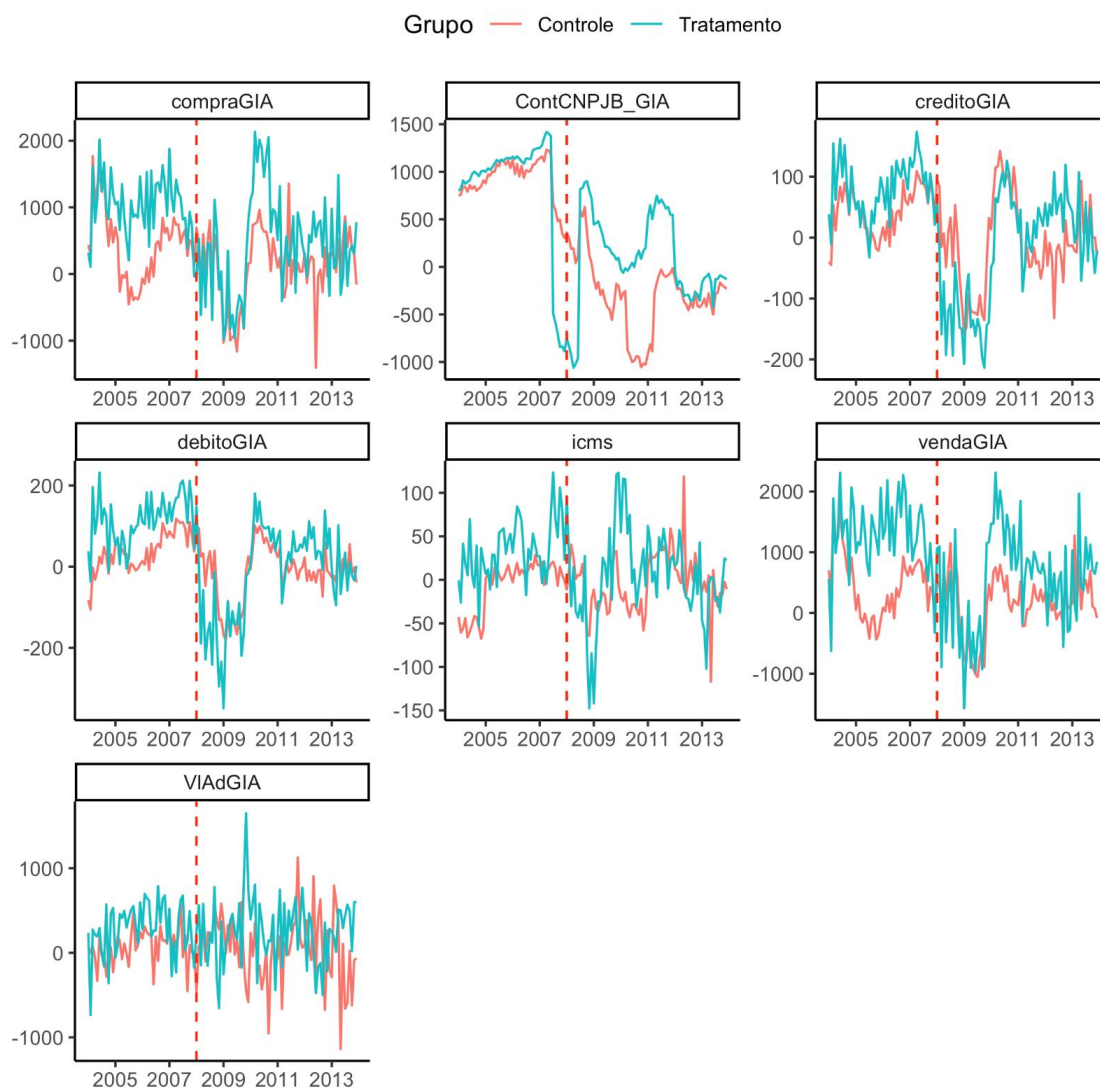 Grupo Controle Tratamento
compraGIA ContCNPJB_GIA creditoGIA
2000
1000
0
-1000
2005 2007 2009 2011 2013
1500
1000
500
0
-500
-1000
2005 2007 2009 2011 2013
100
0
-100
-200
2005 2007 2009 2011 2013
debitoGIA icms vendaGIA
200
0
-200
2005 2007 2009 2011 2013
100
50
0
-50
-100
-150
2005 2007 2009 2011 2013
2000
1000
0
-1000
2005 2007 2009 2011 2013
VlAdGIA
1000
0
-1000
2005 2007 2009 2011 2013